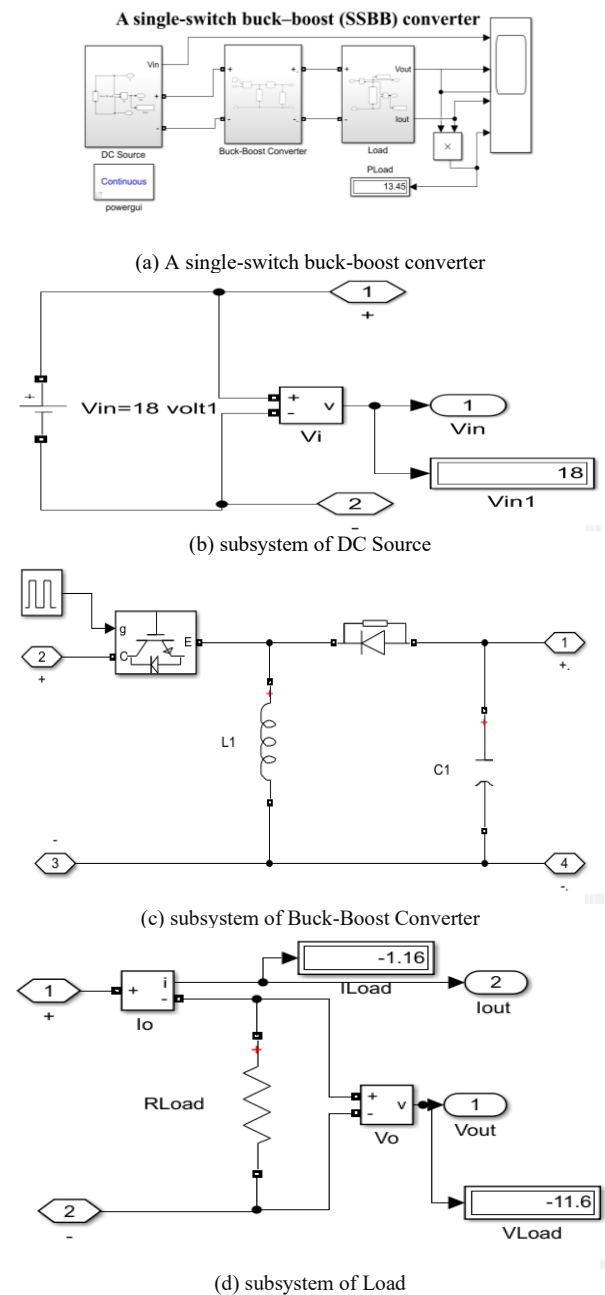 A single-switch buck–boost (SSBB) converter
Vin
+
-
DC Source
+
-
+.
-.
Buck-Boost Converter
+
-
Vout
Iout
Load
×
PLoad
13.45
Continuous
powergui
(a) A single-switch buck-boost converter
1
+
+
Vin=18 volt1
+
-
v
Vi
1
Vin
18
Vin1
2
-
(b) subsystem of DC Source
g
C
E
2
+
1
+.
L1
C1
-
3
4
-.
(c) subsystem of Buck-Boost Converter
-1.16
ILoad
1
+
+
i
-
Io
2
Iout
RLoad
+
-
v
Vo
1
Vout
2
-
-11.6
VLoad
(d) subsystem of Load